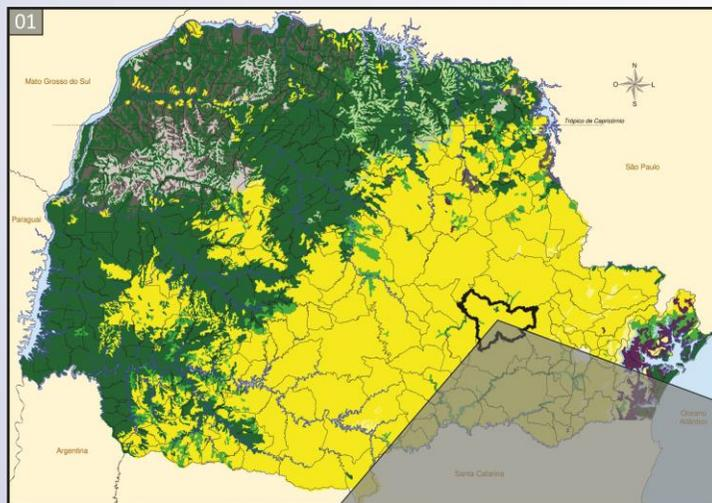 01
Mato Grosso do Sul
N
O
L
S
Trópico de Capricórnio
São Paulo
Paraguai
Oceano
Atlântico
Argentina
Santa Catarina